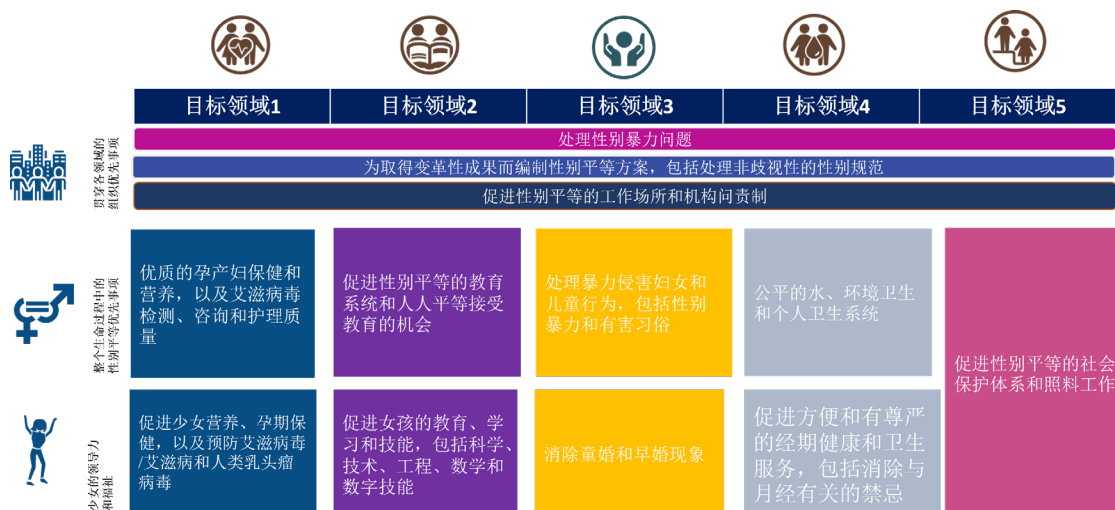 目标领域1
目标领域2
目标领域3
目标领域4
目标领域5
贯穿各领域的
组织优先事项
处理性别暴力问题
为取得变革性成果而编制性别平等方案，包括处理非歧视性的性别规范
促进性别平等的工作场所和机构问责制
整个生命过程中的
性别平等优先事项
优质的孕产妇保健和
营养，以及艾滋病毒
检测、咨询和护理质
量
促进性别平等的教育
系统和人人平等接受
教育的机会
处理暴力侵害妇女和
儿童行为，包括性别
暴力和有害习俗
公平的水、环境卫生
和个人卫生系统
促进性别平等的社会
保护体系和照料工作
少女的领导力
和福祉
促进少女营养、孕期保
健，以及预防艾滋病毒
/艾滋病和人类乳头瘤
病毒
促进女孩的教育、学
习和技能，包括科学、
技术、工程、数学和
数字技能
消除童婚和早婚现象
促进方便和有尊严
的经期健康和卫生
服务，包括消除与
月经有关的禁忌